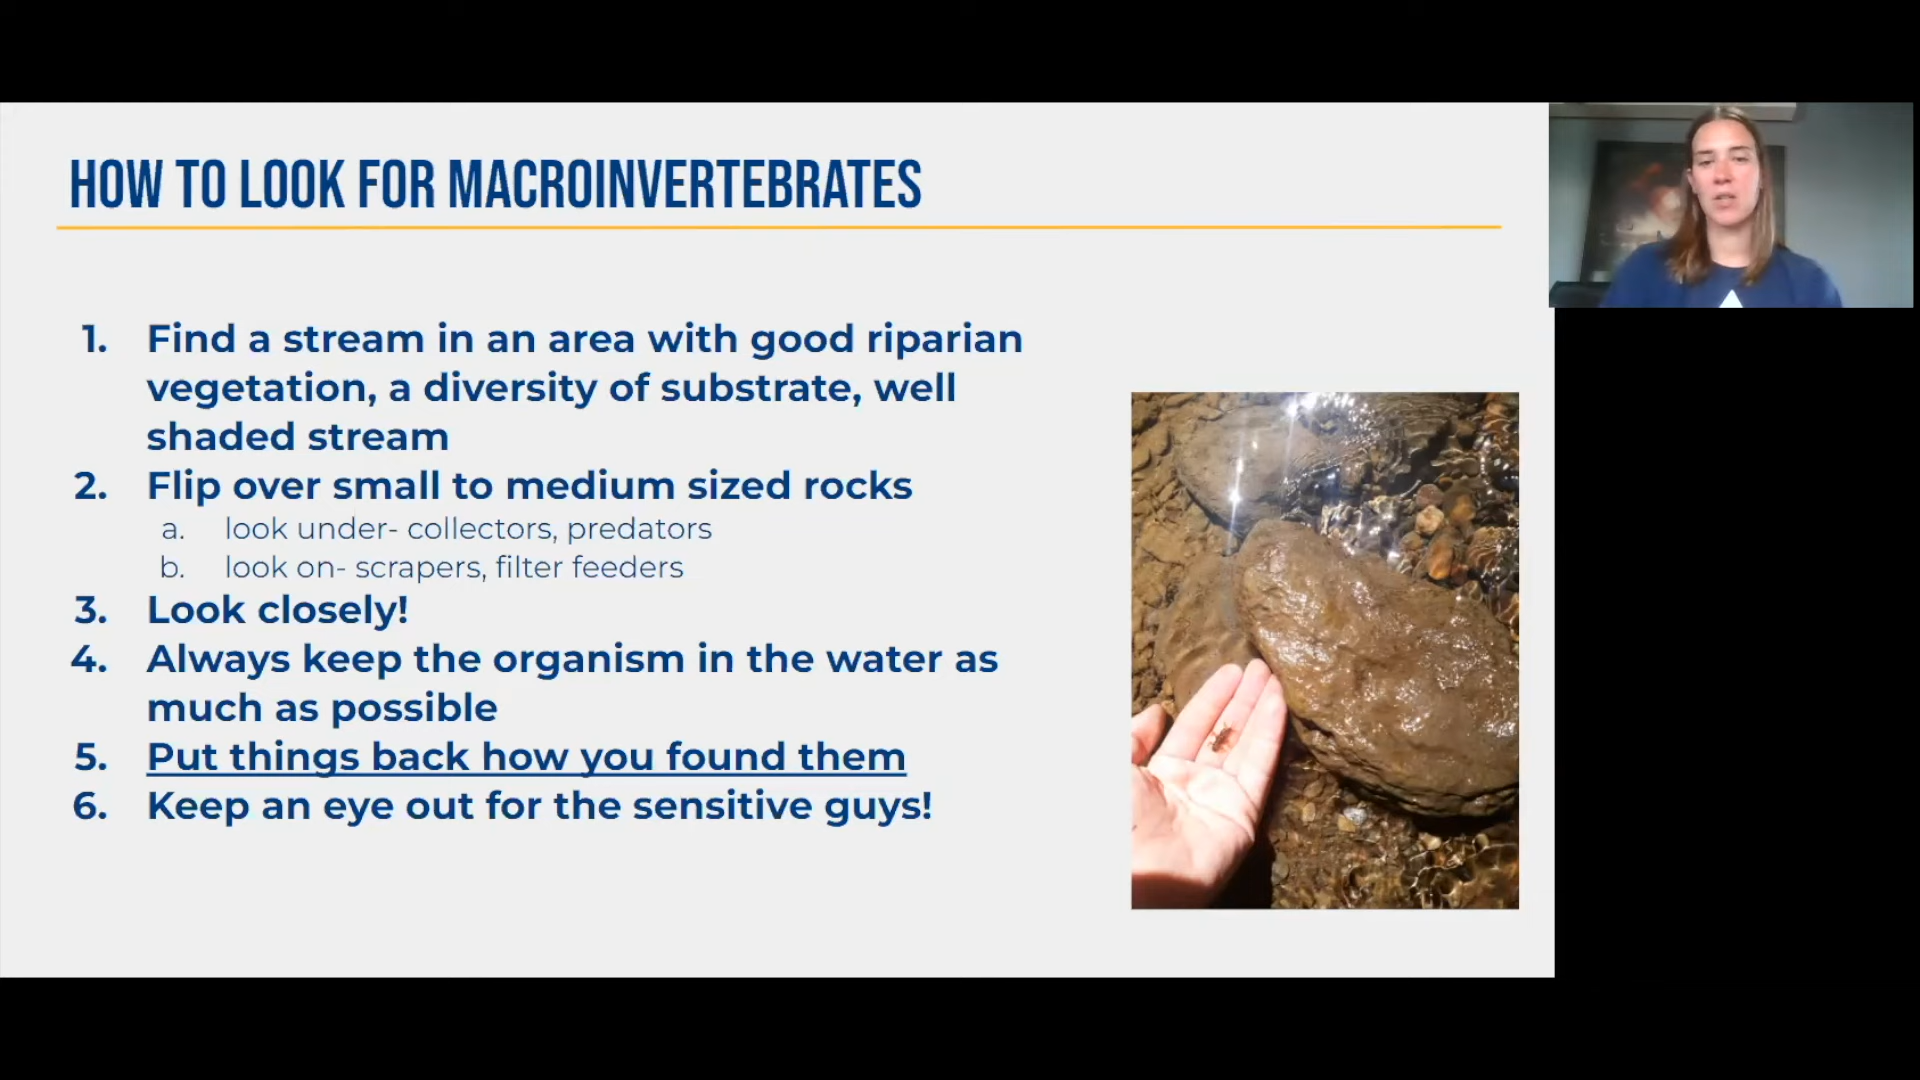 HOW TO LOOK FOR MACROINVERTEBRATES
1. Find a stream in an area with good riparian
vegetation, a diversity of substrate, well
shaded stream
2. Flip over small to medium sized rocks
a. look under- collectors, predators
b. look on- scrapers, filter feeders
3. Look closely!
4. Always keep the organism in the water as
much as possible
5. Put things back how you found them
6. Keep an eye out for the sensitive guys!